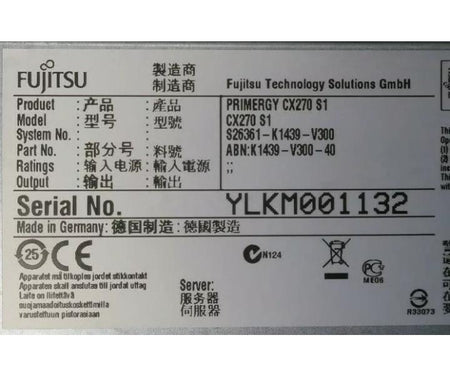 FUJITSU
製造商
制造商
Fujitsu Technology Solutions GmbH
Product : 产品 : 產品 PRIMERGY CX270 S1
Model : 型号 : 型號 CX270 S1
System No.: S26361-K1439-V300
Part No. : 部分号 : 料號 ABN:K1439-V300-40
Ratings : 输入电源 : 輸入電源 ;;
Output : 输出 : 輸出
Serial No. YLKM001132
Made in Germany: 德国制造: 德國製造
25 CE N124 ME06
Apparatet må tilkoples jordet stikkontakt
Apparaten skall anslutas till jordat uttag
Laite on liitettävä
suojamaadoituskoskettimilla
varustettuun pistorasiaan
Server:
服务器
伺服器
R33073